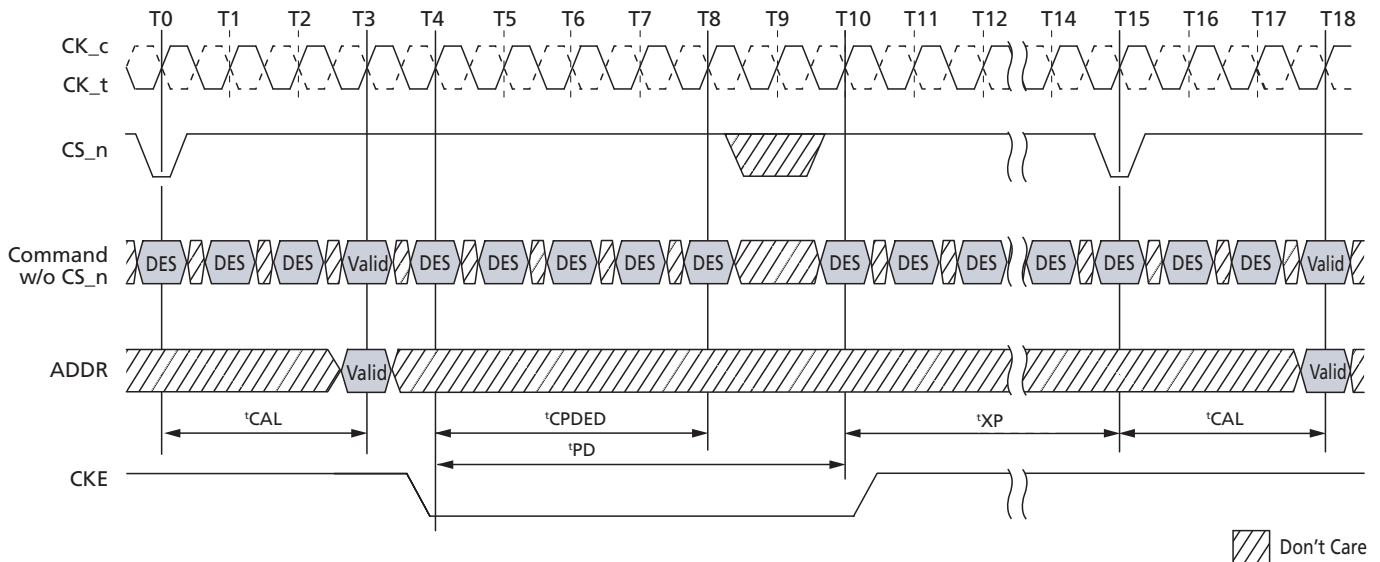 T0 T1 T2 T3 T4 T5 T6 T7 T8 T9 T10 T11 T12 T14 T15 T16 T17 T18
CK_c
CK_t
CS_n
Command
w/o CS_n
DES DES DES Valid DES DES DES DES DES DES DES DES DES DES DES DES Valid
ADDR
Valid Valid
tCAL tCPDED tXP tCAL
tPD
CKE
Don't Care